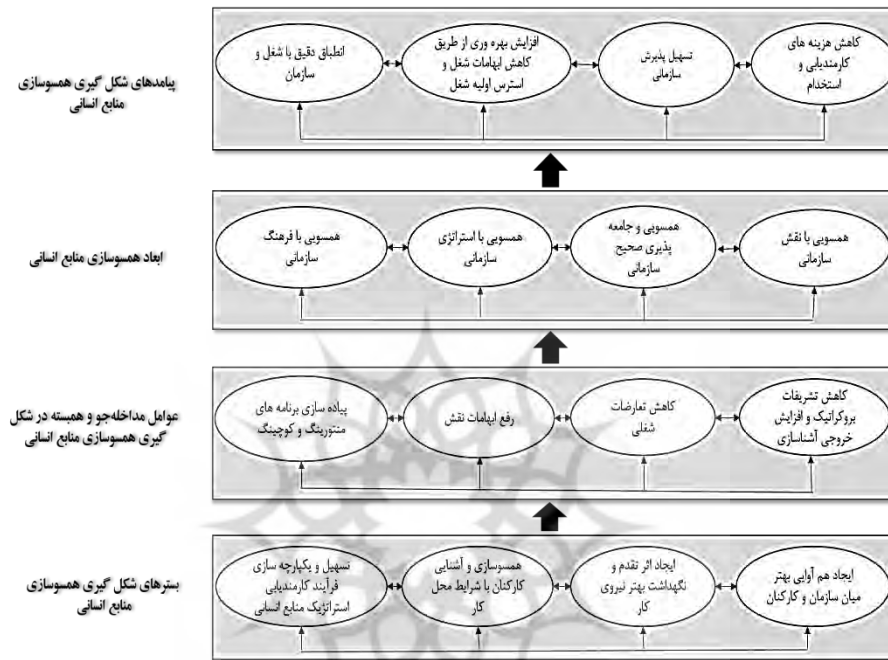 پیامدهای شکل گیری همسوسازی
منابع انسانی
کاهش هزینه های
کارمندیابی و
استخدام
تسهیل پذیرش
سازمانی
افزایش بهره وری از طریق
کاهش ابهامات شغل و
استرس اولیه شغل
انطباق دقیق با شغل و
سازمان
ابعاد همسوسازی منابع انسانی
همسویی با نقش
سازمانی
همسویی و جامعه
پذیری صحیح
سازمانی
همسویی با استراتژی
سازمانی
همسویی با فرهنگ
سازمانی
عوامل مداخله‌جو و همبسته در شکل
گیری همسوسازی منابع انسانی
کاهش تشریفات
بروکراتیک و افزایش
خروجی آشناسازی
کاهش تعارضات
شغلی
رفع ابهامات نقش
پیاده سازی برنامه های
منتورینگ و کوچینگ
بسترهای شکل گیری همسوسازی
منابع انسانی
ایجاد هم آوایی بهتر
میان سازمان و کارکنان
ایجاد اثر تقدم و
نگهداشت بهتر نیروی
کار
همسوسازی و آشنایی
کارکنان با شرایط محل
کار
تسهیل و یکپارچه سازی
فرآیند کارمندیابی
استراتژیک منابع انسانی